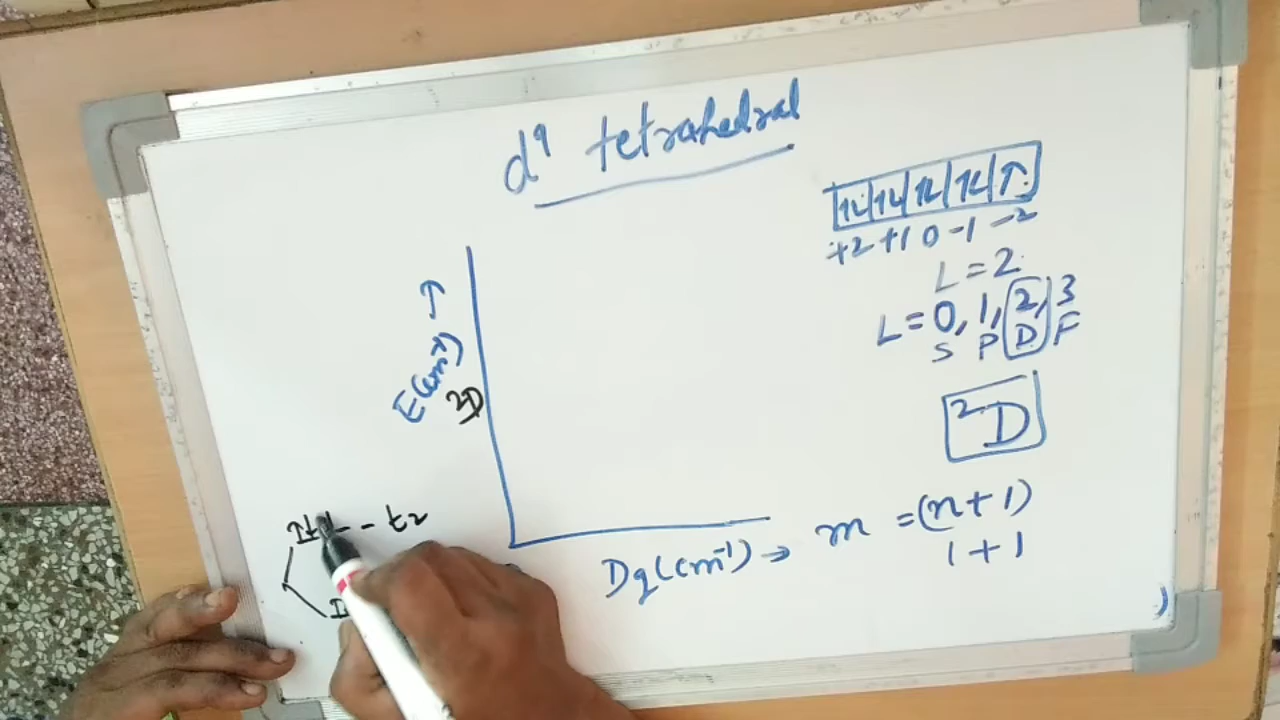 d⁹ tetrahedral
+2 +1 0 -1 -2
L = 2
L = 0, 1, 2, 3
S P D F
²D
E(cm⁻¹) →
²D
Dq(cm⁻¹) →
m = (n+1)
1+1
t₂